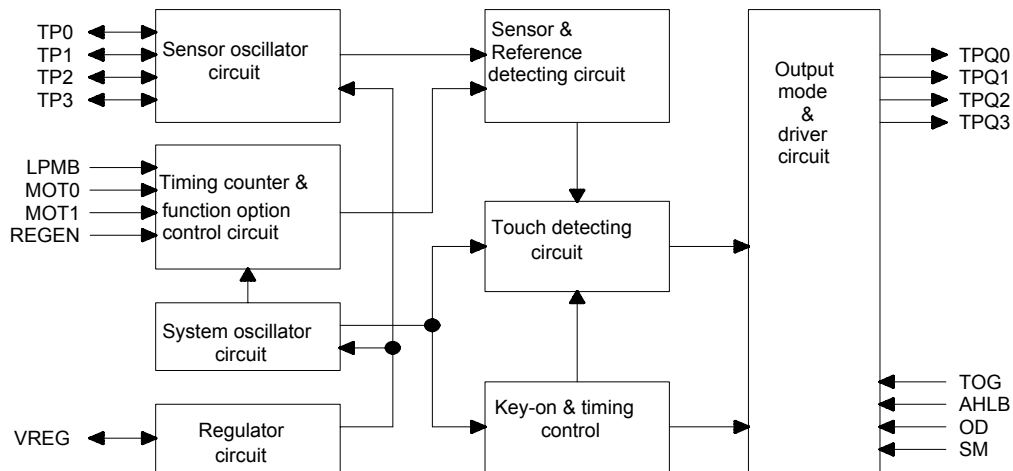 TP0
TP1
TP2
TP3
Sensor oscillator
circuit
Sensor &
Reference
detecting circuit
Output
mode
&
driver
circuit
TPQ0
TPQ1
TPQ2
TPQ3
LPMB
MOT0
MOT1
REGEN
Timing counter &
function option
control circuit
Touch detecting
circuit
System oscillator
circuit
VREG
Regulator
circuit
Key-on & timing
control
TOG
AHLB
OD
SM